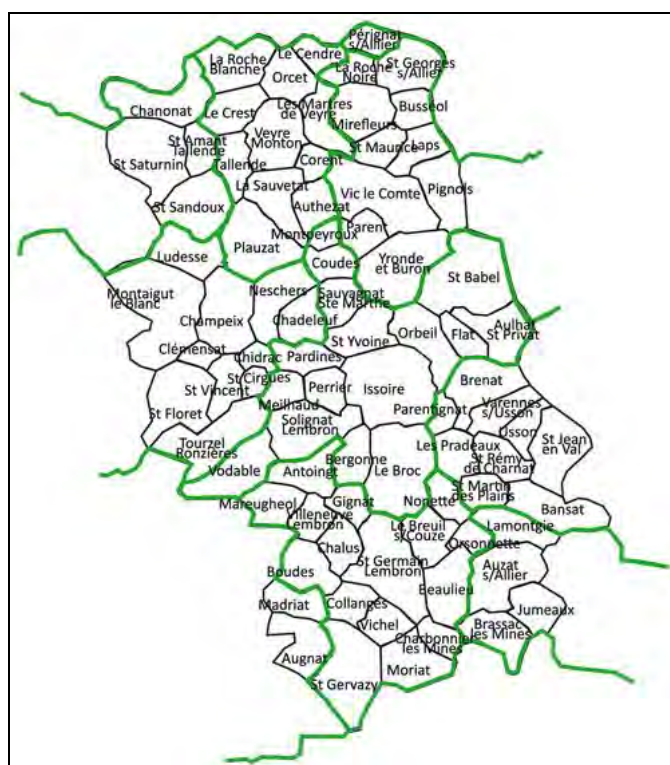 Pérignat
s/Allier
La Roche
Blanche
Le Cendre
La Roche
Noire
St Georges
s/Allier
Orcet
Chanonat
Le Crest
Les Martres
de Veyre
Busséol
Mirefleurs
Veyre
Monton
St Amant
Tallende
St Maurice
Laps
St Saturnin
Tallende
Corent
La Sauvetat
Vic le Comte
Pignols
St Sandoux
Authezat
Parent
Montpeyroux
Plauzat
Ludesse
Coudes
Yronde
et Buron
St Babel
Montaigut
le Blanc
Neschers
Sauvagnat
Ste Marthe
Champeix
Chadeleuf
Orbeil
Flat
Aulhat
St Privat
St Yvoine
Clémensat
Chidrac
Pardines
St Cirgues
St Vincent
Perrier
Issoire
Brenat
Meilhaud
St Floret
Solignat
Lembron
Parentignat
Varennes
s/Usson
Usson
Tourzel
Ronzières
Les Pradeaux
St Jean
en Val
Vodable
Antoingt
Bergonne
Le Broc
St Rémy
de Charnat
St Martin
des Plains
Mareugheol
Gignat
Nonette
Bansat
Villeneuve
Lembron
Le Breuil
s/Couze
Lamontgie
Chalus
Orsonnette
St Germain
Lembron
Auzat
s/Allier
Boudes
Beaulieu
Madriat
Collanges
Jumeaux
Vichel
Brassac
les Mines
Charbonnier
les Mines
Augnat
Moriat
St Gervazy